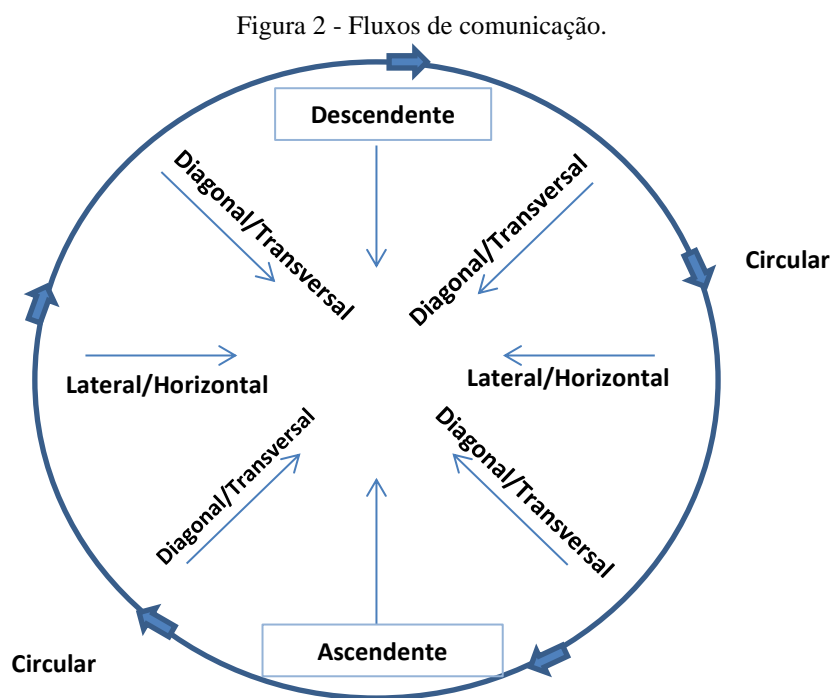 Figura 2 - Fluxos de comunicação.
Descendente
Diagonal/Transversal
Diagonal/Transversal
Circular
Lateral/Horizontal
Lateral/Horizontal
Diagonal/Transversal
Diagonal/Transversal
Ascendente
Circular